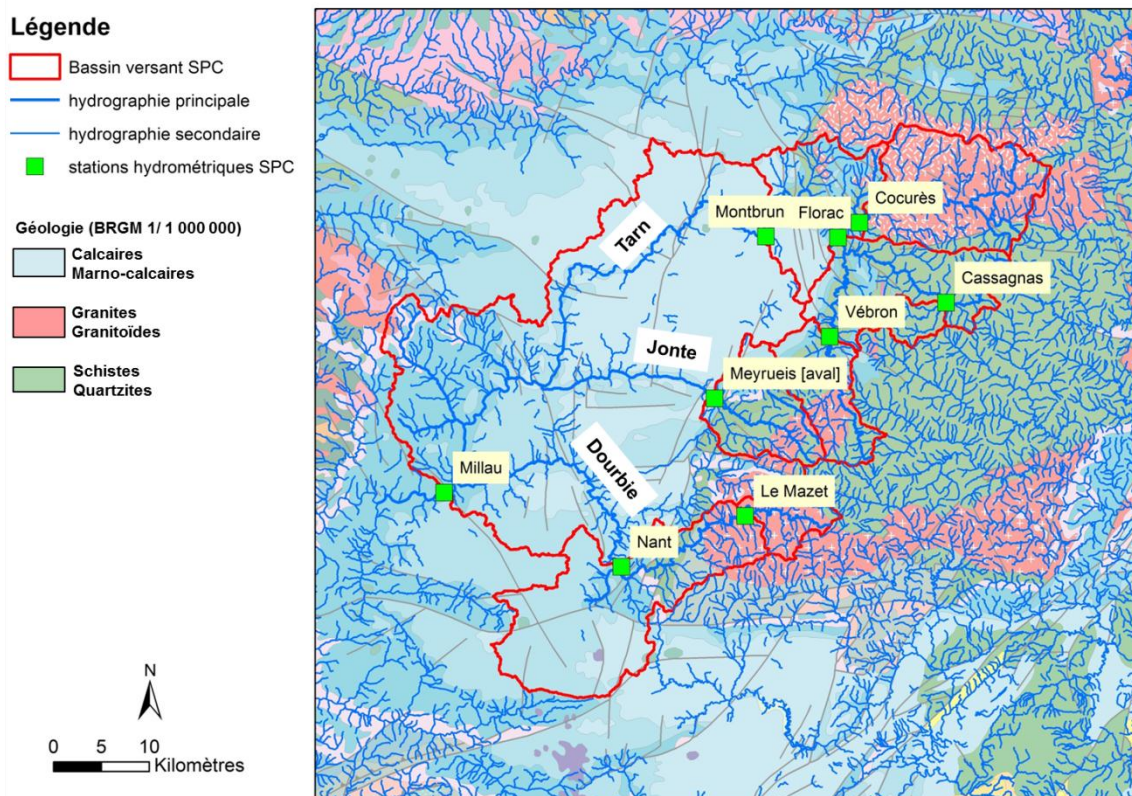 Légende
Bassin versant SPC
hydrographie principale
hydrographie secondaire
stations hydrométriques SPC
Géologie (BRGM 1/ 1 000 000)
Calcaires
Marno-calcaires
Granites
Granitoïdes
Schistes
Quartzites
N
0 5 10
Kilomètres
Tarn
Montbrun
Florac
Cocurès
Cassagnas
Vébron
Jonte
Meyrueis [aval]
Millau
Dourbie
Le Mazet
Nant